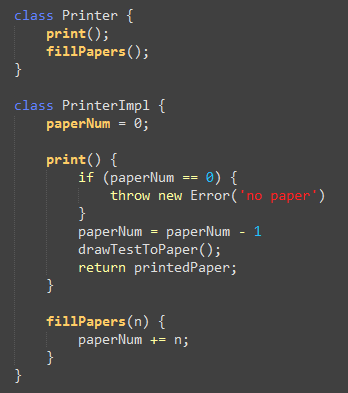 class Printer {
    print();
    fillPapers();
}

class PrinterImpl {
    paperNum = 0;

    print() {
        if (paperNum == 0) {
            throw new Error('no paper')
        }
        paperNum = paperNum - 1
        drawTestToPaper();
        return printedPaper;
    }

    fillPapers(n) {
        paperNum += n;
    }
}